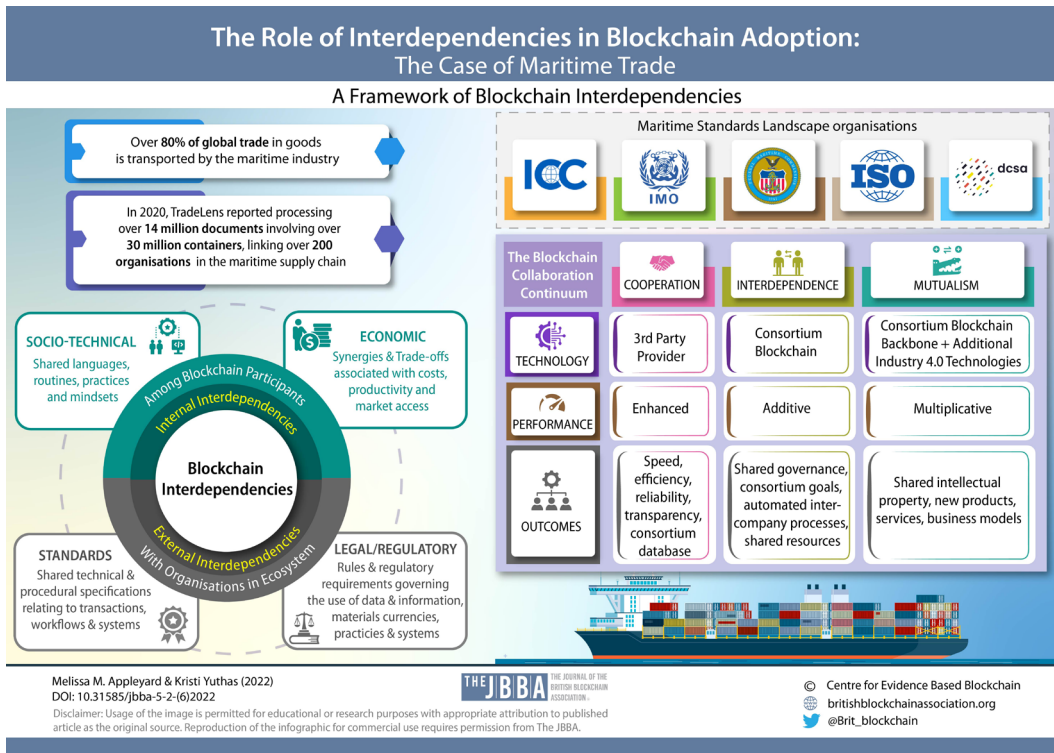 The Role of Interdependencies in Blockchain Adoption:
The Case of Maritime Trade
A Framework of Blockchain Interdependencies
Over 80% of global trade in goods
is transported by the maritime industry
In 2020, TradeLens reported processing
over 14 million documents involving over
30 million containers, linking over 200
organisations in the maritime supply chain
SOCIO-TECHNICAL
Shared languages,
routines, practices
and mindsets
ECONOMIC
Synergies & Trade-offs
associated with costs,
productivity and
market access
Among Blockchain Participants
Internal Interdependencies
Blockchain
Interdependencies
External Interdependencies
With Organisations in Ecosystem
STANDARDS
Shared technical &
procedural specifications
relating to transactions,
workflows & systems
LEGAL/REGULATORY
Rules & regulatory
requirements governing
the use of data & information,
materials currencies,
practicies & systems
Maritime Standards Landscape organisations
ICC
IMO
ISO
dcsa
The Blockchain
Collaboration
Continuum
COOPERATION
INTERDEPENDENCE
MUTUALISM
TECHNOLOGY
3rd Party
Provider
Consortium
Blockchain
Consortium Blockchain
Backbone + Additional
Industry 4.0 Technologies
PERFORMANCE
Enhanced
Additive
Multiplicative
OUTCOMES
Speed,
efficiency,
reliability,
transparency,
consortium
database
Shared governance,
consortium goals,
automated inter-
company processes,
shared resources
Shared intellectual
property, new products,
services, business models
Melissa M. Appleyard & Kristi Yuthas (2022)
DOI: 10.31585/jbba-5-2-(6)2022
Disclaimer: Usage of the image is permitted for educational or research purposes with appropriate attribution to published
article as the original source. Reproduction of the infographic for commercial use requires permission from The JBBA.
THE JBBA
THE JOURNAL OF THE
BRITISH BLOCKCHAIN
ASSOCIATION
© Centre for Evidence Based Blockchain
britishblockchainassociation.org
@Brit_blockchain